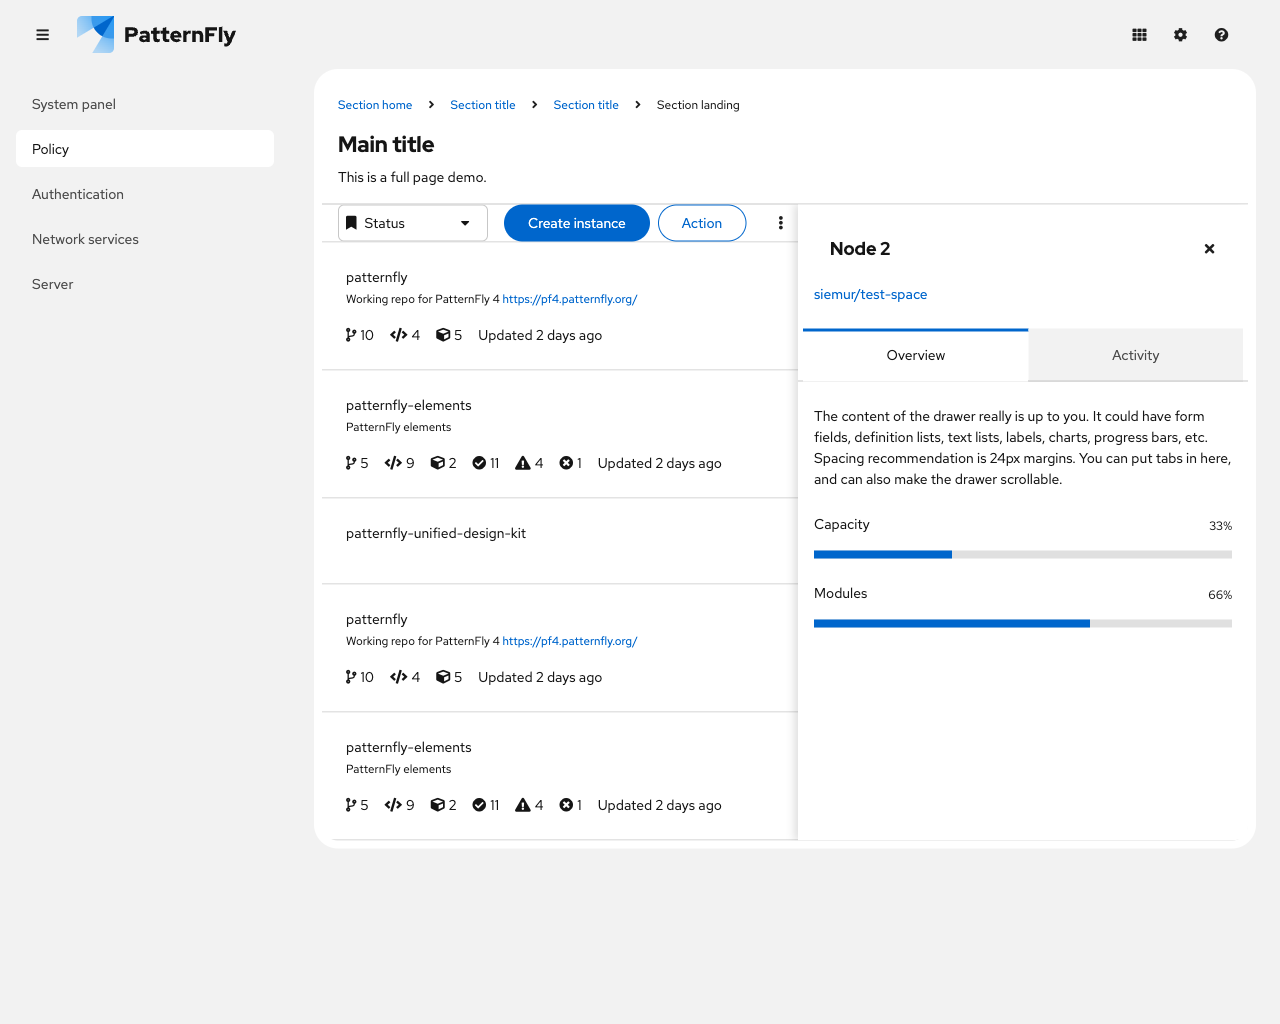 PatternFly
System panel
Policy
Authentication
Network services
Server
Section home
Section title
Section title
Section landing
Main title
This is a full page demo.
Status
Create instance
Action
patternfly
Working repo for PatternFly 4 https://pf4.patternfly.org/
10 4 5 Updated 2 days ago
patternfly-elements
PatternFly elements
5 9 2 11 4 1 Updated 2 days ago
patternfly-unified-design-kit
patternfly
Working repo for PatternFly 4 https://pf4.patternfly.org/
10 4 5 Updated 2 days ago
patternfly-elements
PatternFly elements
5 9 2 11 4 1 Updated 2 days ago
Node 2
siemur/test-space
Overview
Activity
The content of the drawer really is up to you. It could have form
fields, definition lists, text lists, labels, charts, progress bars, etc.
Spacing recommendation is 24px margins. You can put tabs in here,
and can also make the drawer scrollable.
Capacity
33%
Modules
66%